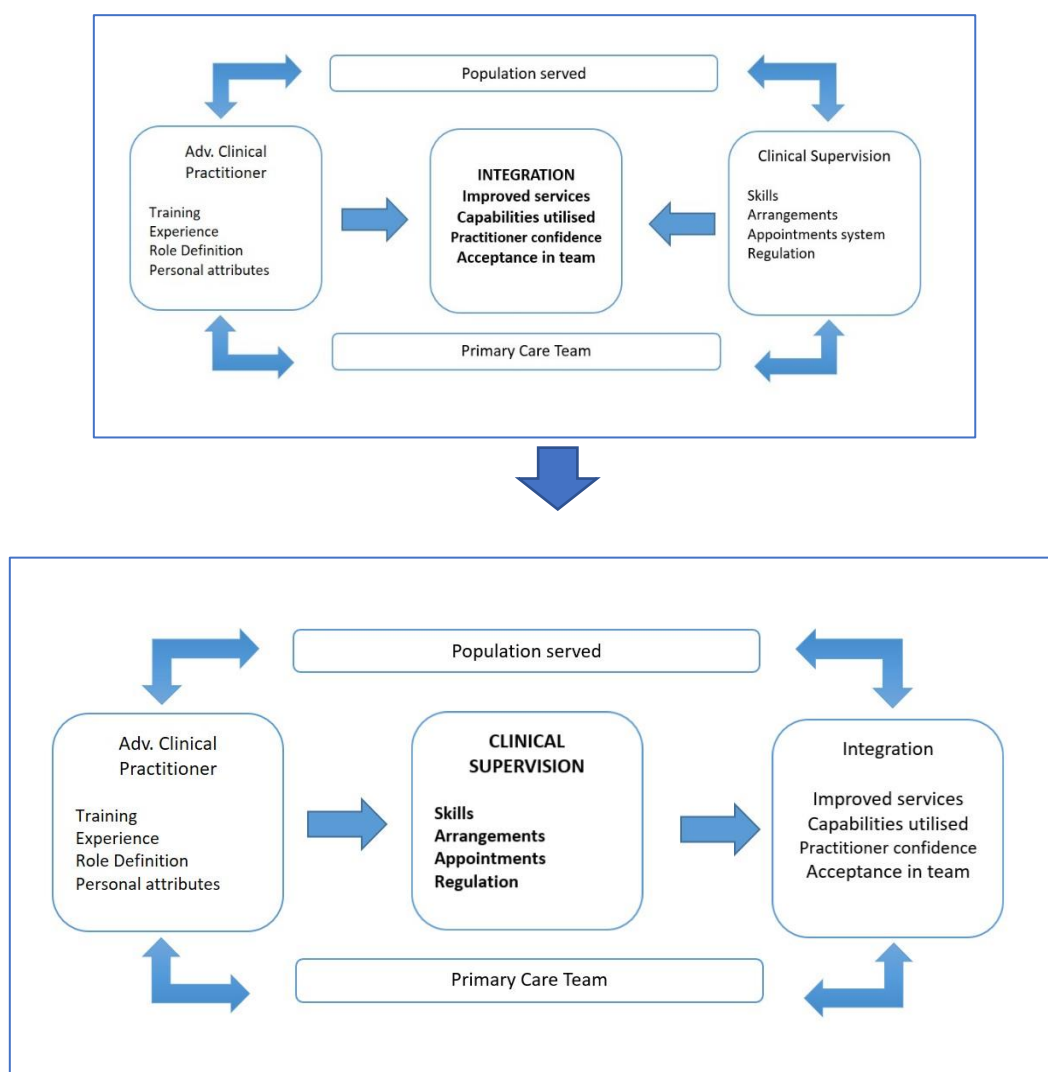 Population served
Adv. Clinical
Practitioner
Training
Experience
Role Definition
Personal attributes
INTEGRATION
Improved services
Capabilities utilised
Practitioner confidence
Acceptance in team
Clinical Supervision
Skills
Arrangements
Appointments system
Regulation
Primary Care Team
Population served
Adv. Clinical
Practitioner
Training
Experience
Role Definition
Personal attributes
CLINICAL
SUPERVISION
Skills
Arrangements
Appointments
Regulation
Integration
Improved services
Capabilities utilised
Practitioner confidence
Acceptance in team
Primary Care Team